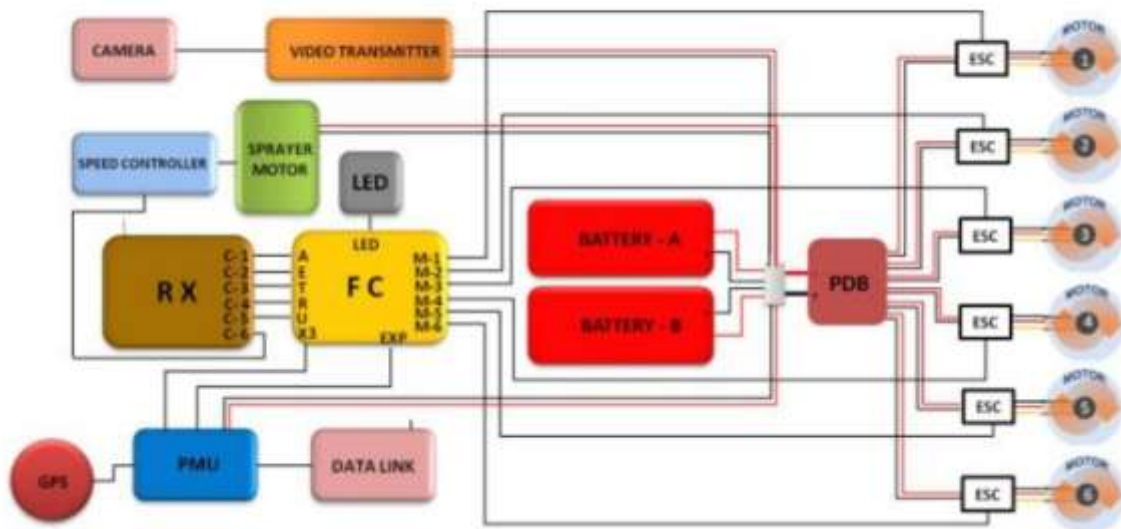 CAMERA
VIDEO TRANSMITTER
SPEED CONTROLLER
SPRAYER
MOTOR
LED
RX
C-1
C-2
C-3
C-4
C-5
C-6
LED
FC
A
E
T
R
U
X3
EXP
M-1
M-2
M-3
M-4
M-5
M-6
BATTERY - A
BATTERY - B
PDB
GPS
PMU
DATA LINK
ESC
MOTOR
1
ESC
MOTOR
2
ESC
MOTOR
3
ESC
MOTOR
4
ESC
MOTOR
5
ESC
MOTOR
6